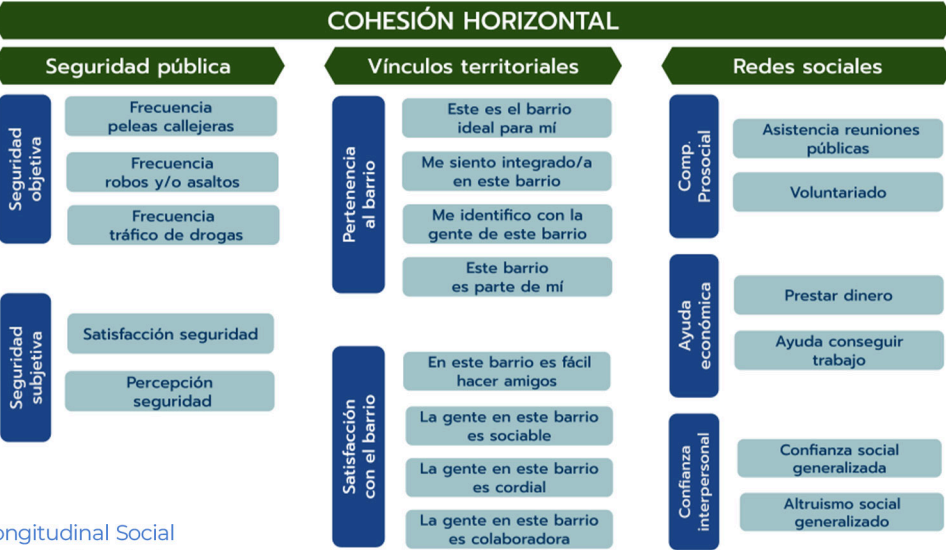 COHESIÓN HORIZONTAL
Seguridad pública
Seguridad
objetiva
Frecuencia
peleas callejeras
Frecuencia
robos y/o asaltos
Frecuencia
tráfico de drogas
Seguridad
subjetiva
Satisfacción seguridad
Percepción
seguridad
Vínculos territoriales
Pertenencia
al barrio
Este es el barrio
ideal para mí
Me siento integrado/a
en este barrio
Me identifico con la
gente de este barrio
Este barrio
es parte de mí
Satisfacción
con el barrio
En este barrio es fácil
hacer amigos
La gente en este barrio
es sociable
La gente en este barrio
es cordial
La gente en este barrio
es colaboradora
Redes sociales
Comp.
Prosocial
Asistencia reuniones
públicas
Voluntariado
Ayuda
económica
Prestar dinero
Ayuda conseguir
trabajo
Confianza
interpersonal
Confianza social
generalizada
Altruismo social
generalizado
ongitudinal Social